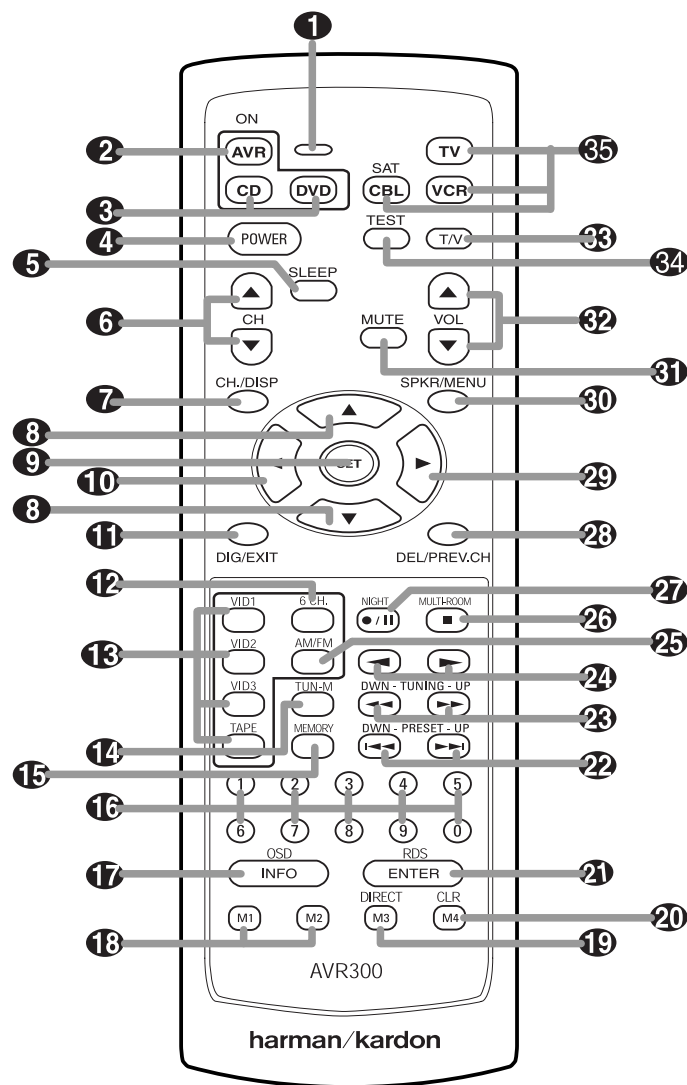 1
ON
2 AVR TV 35
SAT
3 CD DVD CBL VCR
TEST
4 POWER T/V 33
34
5 SLEEP
6 CH MUTE VOL 32
31
7 CH./DISP SPKR/MENU 30
8
9 SET
10 29
8
11 28
DIG/EXIT DEL/PREV.CH
12 27
VID1 6 CH. NIGHT MULTI-ROOM
26
13 VID2 AM/FM 25
24
VID3 TUN-M DWN - TUNING - UP
23
14 TAPE MEMORY DWN - PRESET - UP
15 22
1 2 3 4 5
16
6 7 8 9 0
OSD RDS
17 INFO ENTER 21
DIRECT CLR
M1 M2 M3 M4 20
18 19
AVR300
harman/kardon